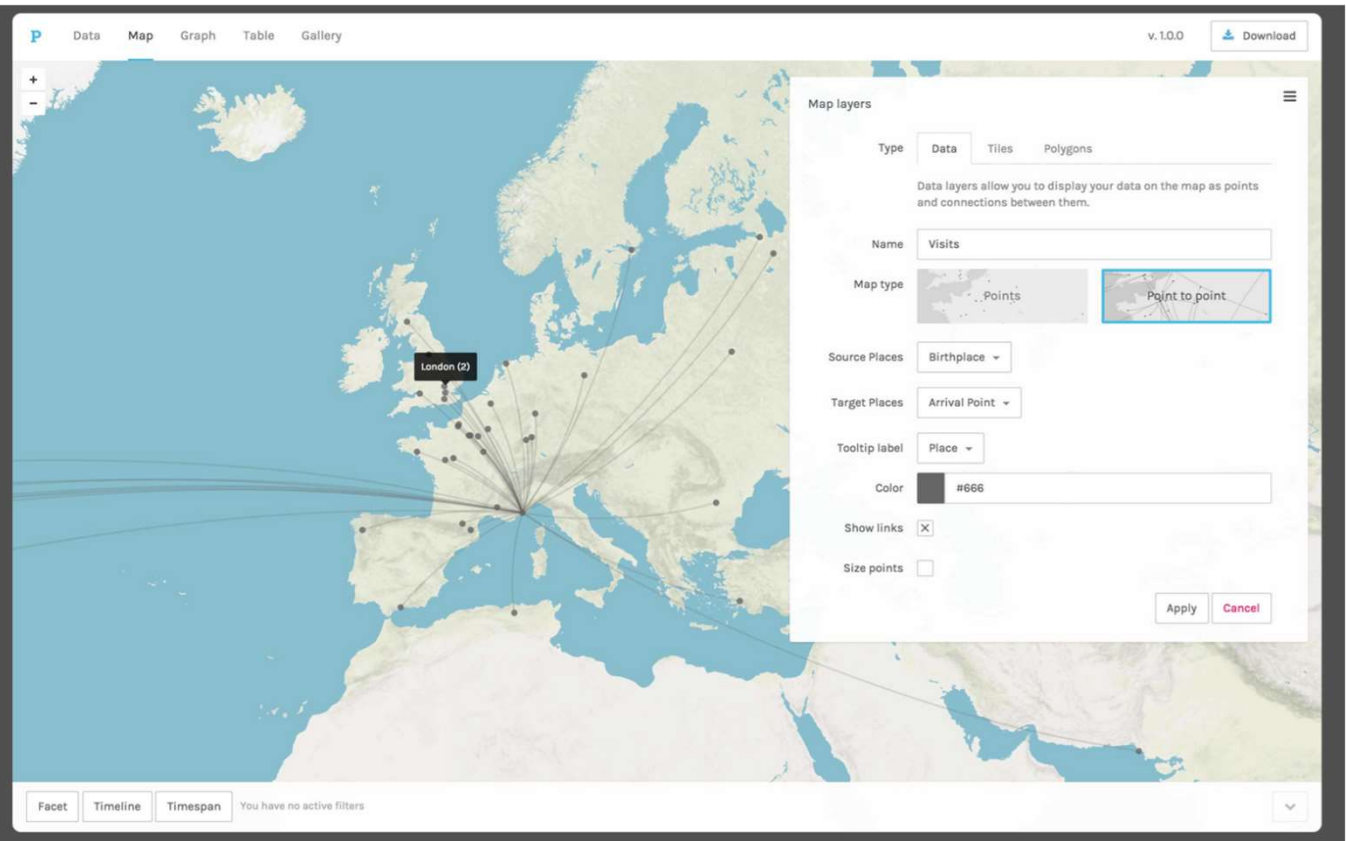 P Data Map Graph Table Gallery v. 1.0.0 Download
+
−
Map layers
Type Data Tiles Polygons
Data layers allow you to display your data on the map as points
and connections between them.
Name Visits
Map type Points Point to point
London (2)
Source Places Birthplace
Target Places Arrival Point
Tooltip label Place
Color #666
Show links
Size points
Apply Cancel
Facet Timeline Timespan You have no active filters